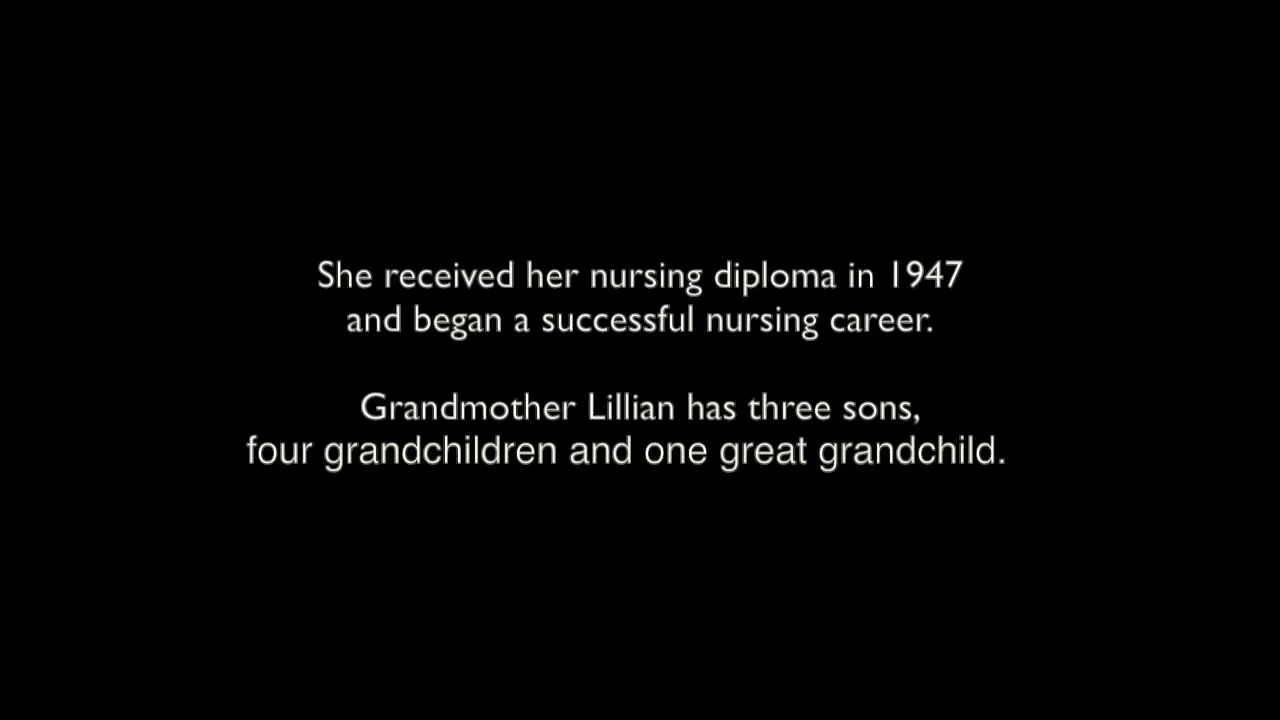 She received her nursing diploma in 1947
and began a successful nursing career.
Grandmother Lillian has three sons,
four grandchildren and one great grandchild.